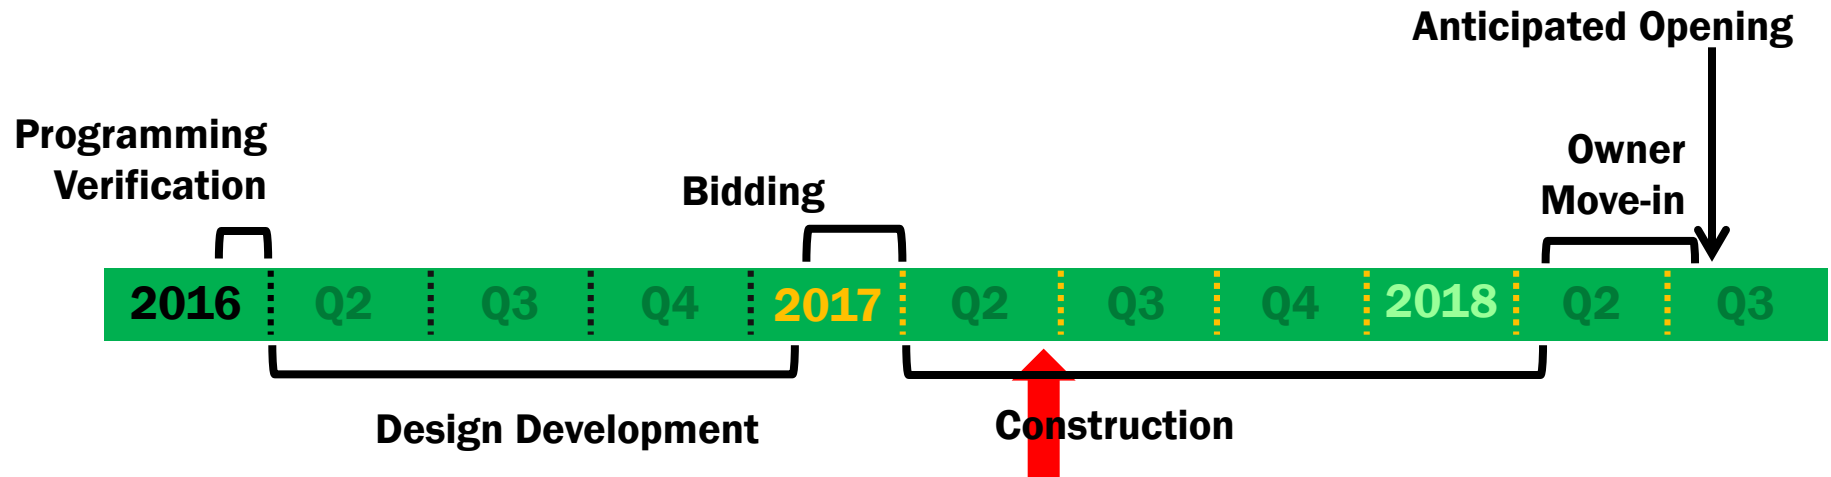 Anticipated Opening
Programming
Verification
Bidding
Owner
Move-in
2016 Q2 Q3 Q4 2017 Q2 Q3 Q4 2018 Q2 Q3
Design Development
Construction